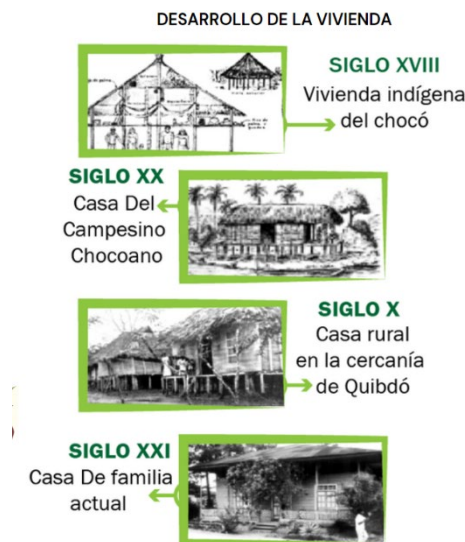 DESARROLLO DE LA VIVIENDA
SIGLO XVIII
Vivienda indígena
del chocó
SIGLO XX
Casa Del
Campesino
Chocoano
SIGLO X
Casa rural
en la cercanía
de Quibdó
SIGLO XXI
Casa De familia
actual